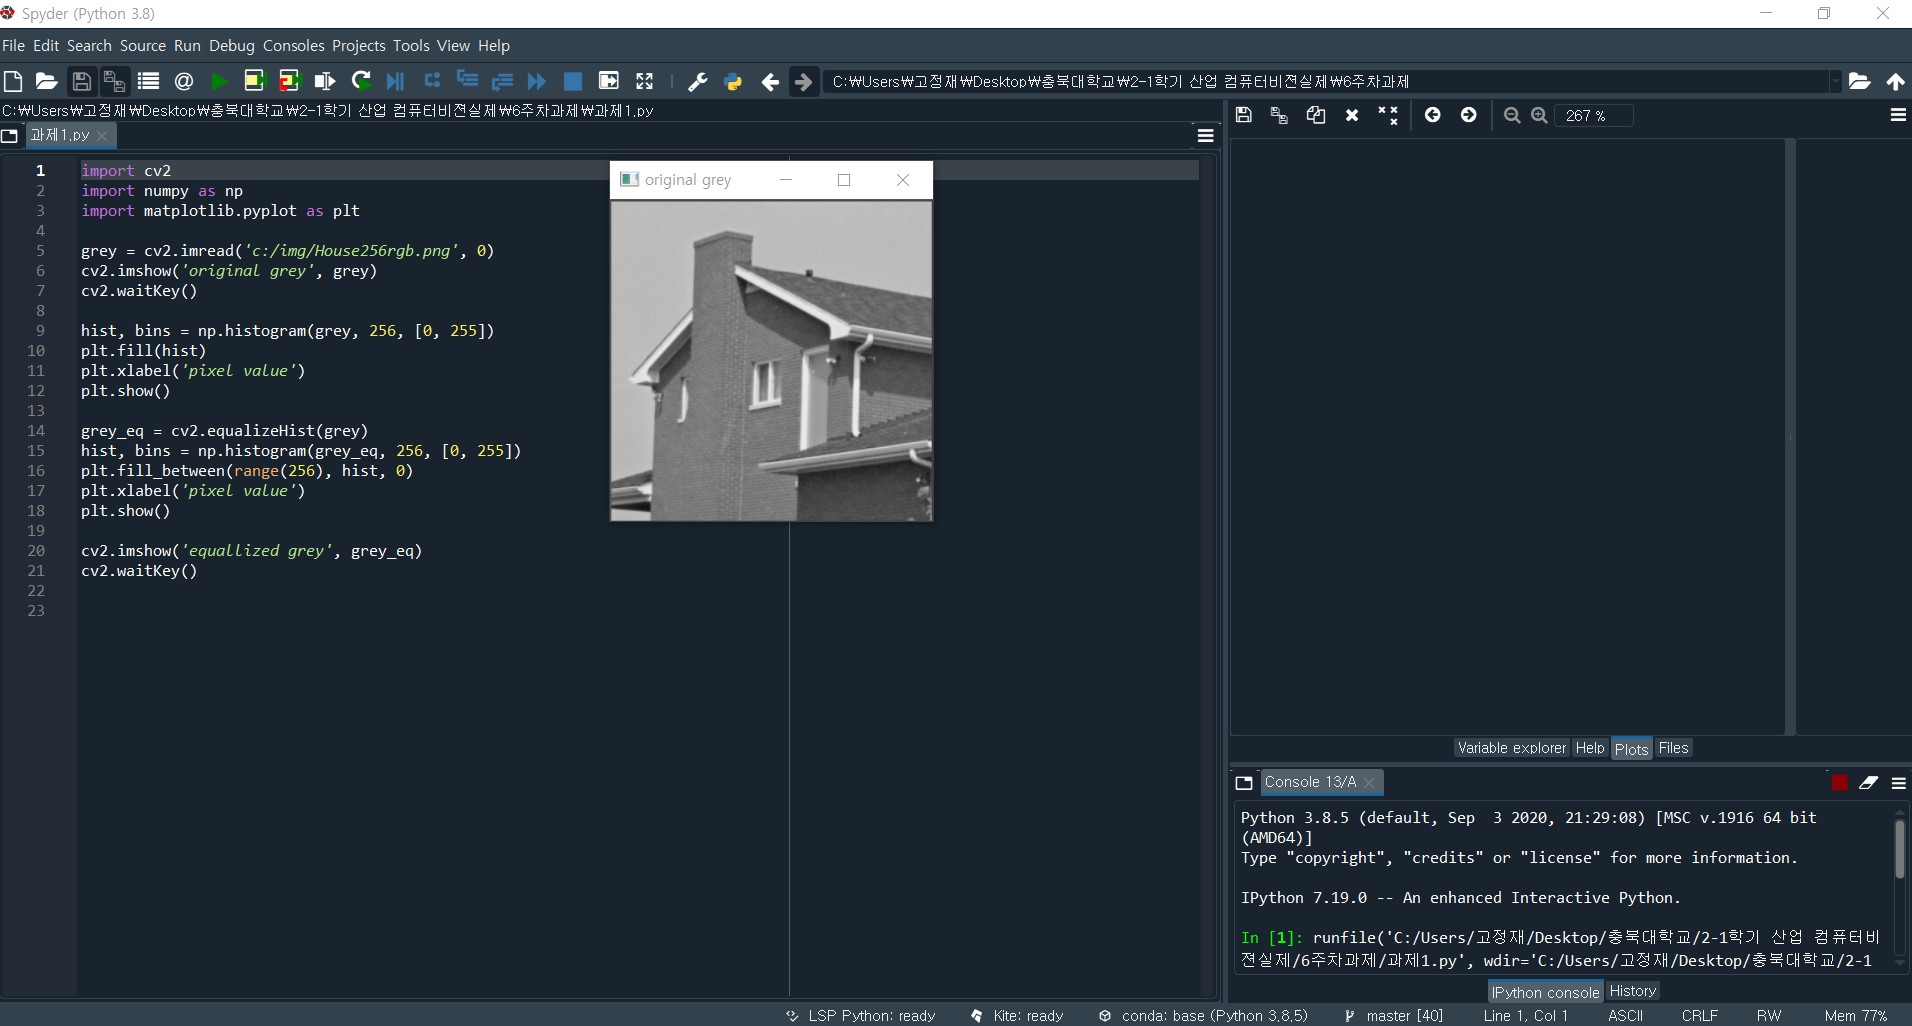 Spyder (Python 3.8)
File Edit Search Source Run Debug Consoles Projects Tools View Help
C:₩Users₩고정재₩Desktop₩충북대학교₩2-1학기 산업 컴퓨터비젼실제₩6주차과제
C:₩Users₩고정재₩Desktop₩충북대학교₩2-1학기 산업 컴퓨터비젼실제₩6주차과제₩과제1.py
과제1.py
267 %
1 import cv2
2 import numpy as np
3 import matplotlib.pyplot as plt
4
5 grey = cv2.imread('c:/img/House256rgb.png', 0)
6 cv2.imshow('original grey', grey)
7 cv2.waitKey()
8
9 hist, bins = np.histogram(grey, 256, [0, 255])
10 plt.fill(hist)
11 plt.xlabel('pixel value')
12 plt.show()
13
14 grey_eq = cv2.equalizeHist(grey)
15 hist, bins = np.histogram(grey_eq, 256, [0, 255])
16 plt.fill_between(range(256), hist, 0)
17 plt.xlabel('pixel value')
18 plt.show()
19
20 cv2.imshow('equallized grey', grey_eq)
21 cv2.waitKey()
22
23
original grey
Variable explorer Help Plots Files
Console 13/A
Python 3.8.5 (default, Sep  3 2020, 21:29:08) [MSC v.1916 64 bit
(AMD64)]
Type "copyright", "credits" or "license" for more information.
IPython 7.19.0 -- An enhanced Interactive Python.
In [1]: runfile('C:/Users/고정재/Desktop/충북대학교/2-1학기 산업 컴퓨터비
젼실제/6주차과제/과제1.py', wdir='C:/Users/고정재/Desktop/충북대학교/2-1
IPython console History
LSP Python: ready Kite: ready conda: base (Python 3.8.5) master [40] Line 1, Col 1 ASCII CRLF RW Mem 77%